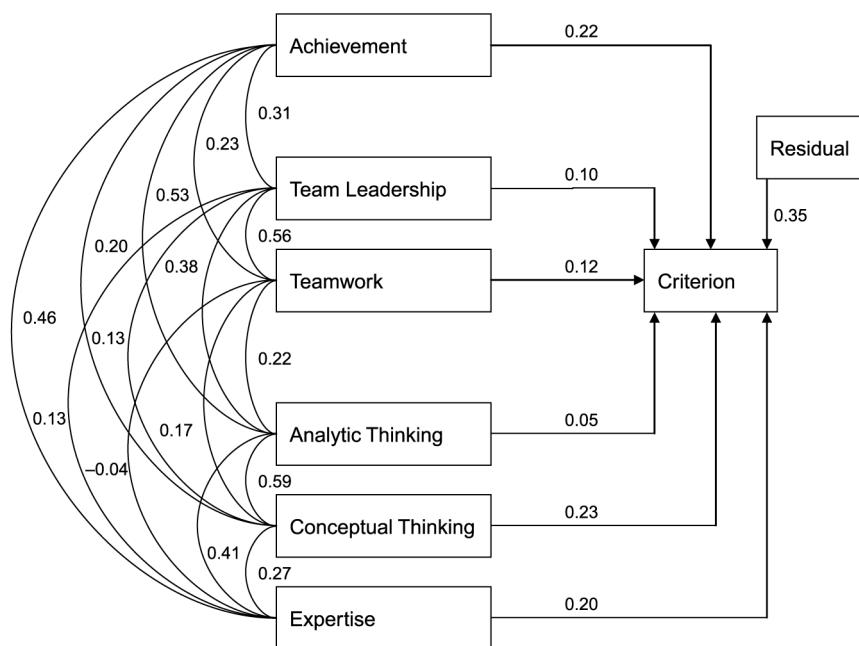 Achievement
0.22
0.31
0.23
Residual
Team Leadership
0.10
0.53
0.35
0.56
0.20
0.38
Teamwork
0.12
Criterion
0.46
0.13
0.22
0.13
0.17
Analytic Thinking
0.05
–0.04
0.59
Conceptual Thinking
0.23
0.41
0.27
Expertise
0.20